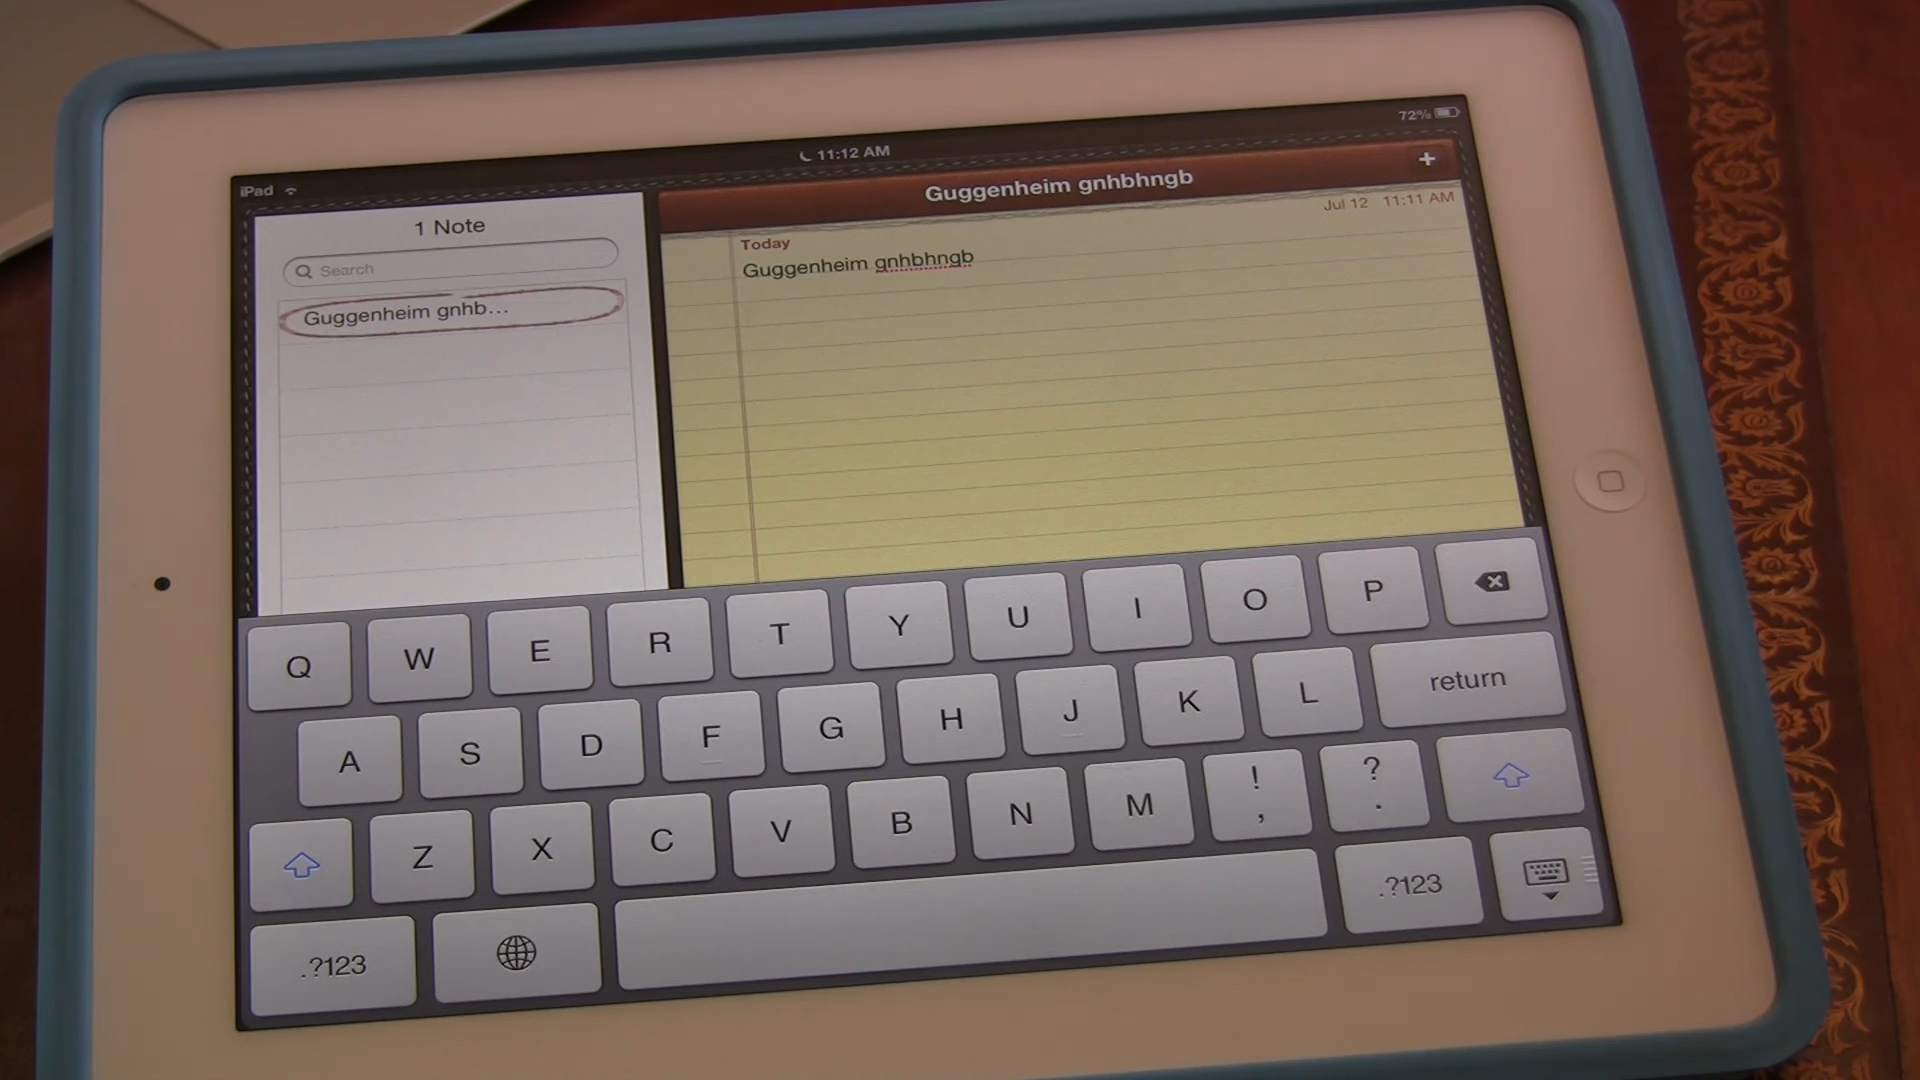 iPad
11:12 AM
72%
1 Note
Search
Guggenheim gnhb...
Guggenheim gnhbhngb
+
Today
Jul 12 11:11 AM
Guggenheim gnhbhngb
Q W E R T Y U I O P
A S D F G H J K L return
Z X C V B N M ! , ? .
.?123 .?123